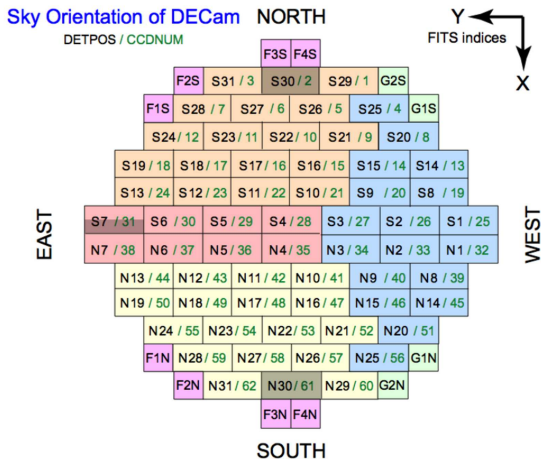 Sky Orientation of DECam
NORTH
Y
DETPOS / CCDNUM
FITS indices
X
F3S F4S
F2S S31 / 3 S30 / 2 S29 / 1 G2S
F1S S28 / 7 S27 / 6 S26 / 5 S25 / 4 G1S
S24 / 12 S23 / 11 S22 / 10 S21 / 9 S20 / 8
S19 / 18 S18 / 17 S17 / 16 S16 / 15 S15 / 14 S14 / 13
S13 / 24 S12 / 23 S11 / 22 S10 / 21 S9 / 20 S8 / 19
EAST
S7 / 31 S6 / 30 S5 / 29 S4 / 28 S3 / 27 S2 / 26 S1 / 25
WEST
N7 / 38 N6 / 37 N5 / 36 N4 / 35 N3 / 34 N2 / 33 N1 / 32
N13 / 44 N12 / 43 N11 / 42 N10 / 41 N9 / 40 N8 / 39
N19 / 50 N18 / 49 N17 / 48 N16 / 47 N15 / 46 N14 / 45
N24 / 55 N23 / 54 N22 / 53 N21 / 52 N20 / 51
F1N N28 / 59 N27 / 58 N26 / 57 N25 / 56 G1N
F2N N31 / 62 N30 / 61 N29 / 60 G2N
F3N F4N
SOUTH